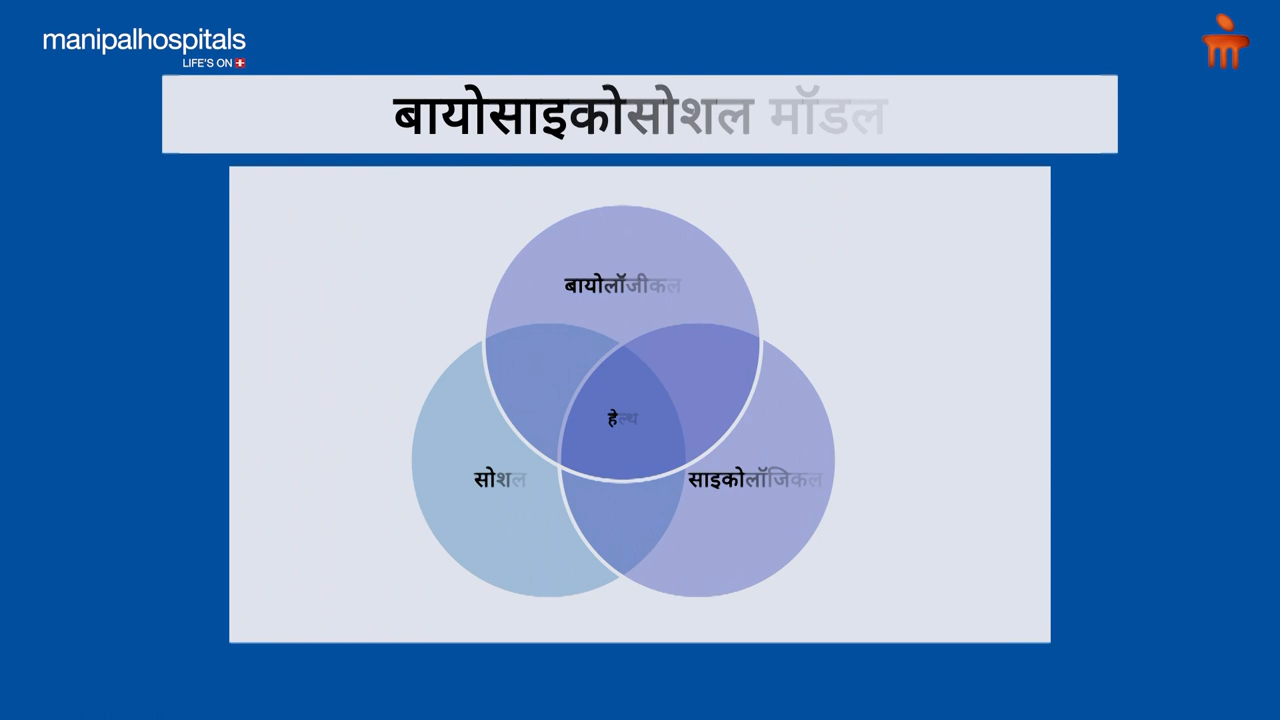 manipalhospitals
LIFE'S ON
बायोसाइकोसोशल मॉडल
बायोलॉजीकल
हेल्थ
सोशल
साइकोलॉजिकल